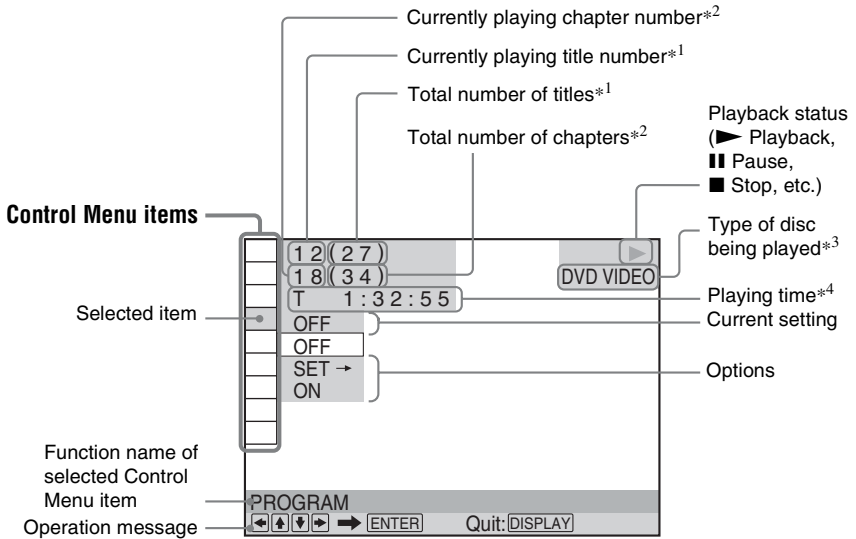 Currently playing chapter number*2
Currently playing title number*1
Total number of titles*1
Total number of chapters*2
Playback status
(▶ Playback,
⏸ Pause,
■ Stop, etc.)
Control Menu items
Type of disc
being played*3
12(27)
18(34)
DVD VIDEO
T 1:32:55
Playing time*4
Selected item
OFF
Current setting
OFF
SET →
ON
Options
Function name of
selected Control
Menu item
PROGRAM
Operation message
←↑↓→ ➡ ENTER Quit: DISPLAY